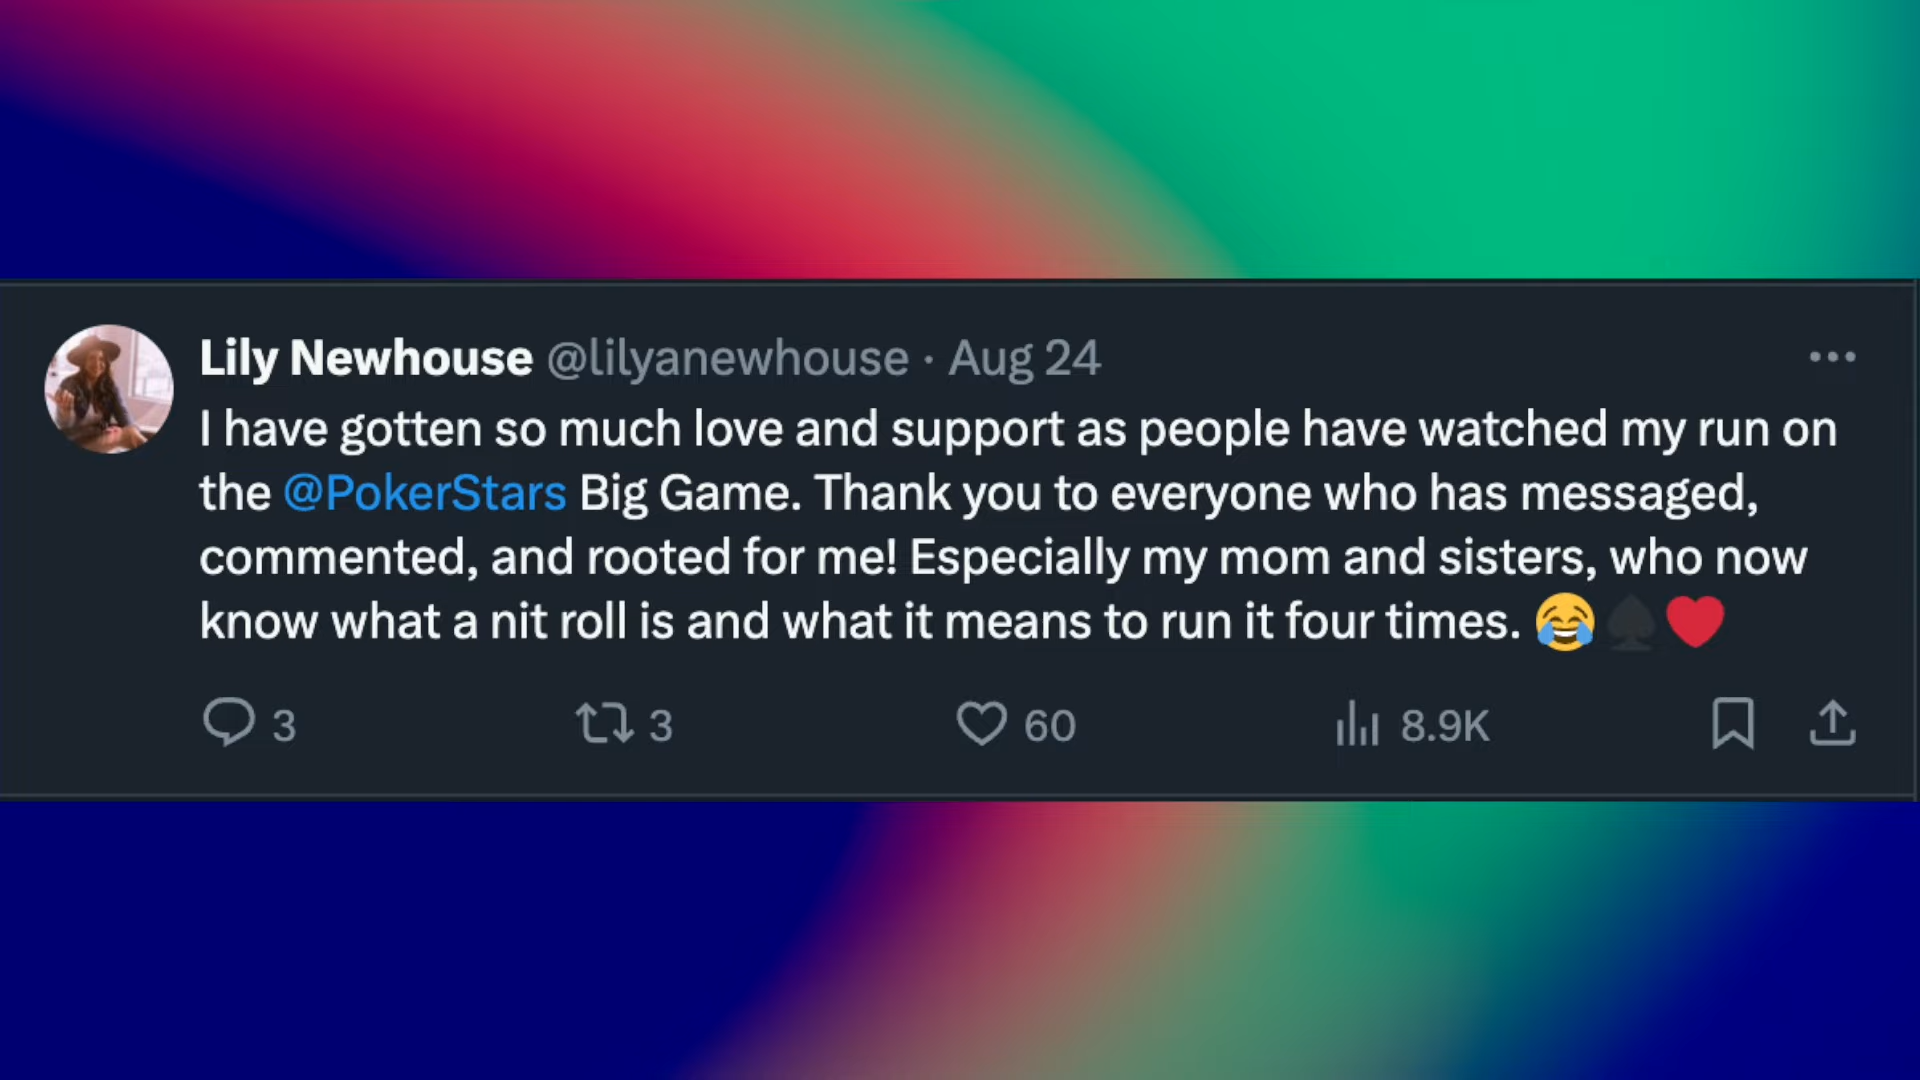 Lily Newhouse @lilyanewhouse · Aug 24
I have gotten so much love and support as people have watched my run on
the @PokerStars Big Game. Thank you to everyone who has messaged,
commented, and rooted for me! Especially my mom and sisters, who now
know what a nit roll is and what it means to run it four times. 😂♠️❤️
3 3 60 8.9K